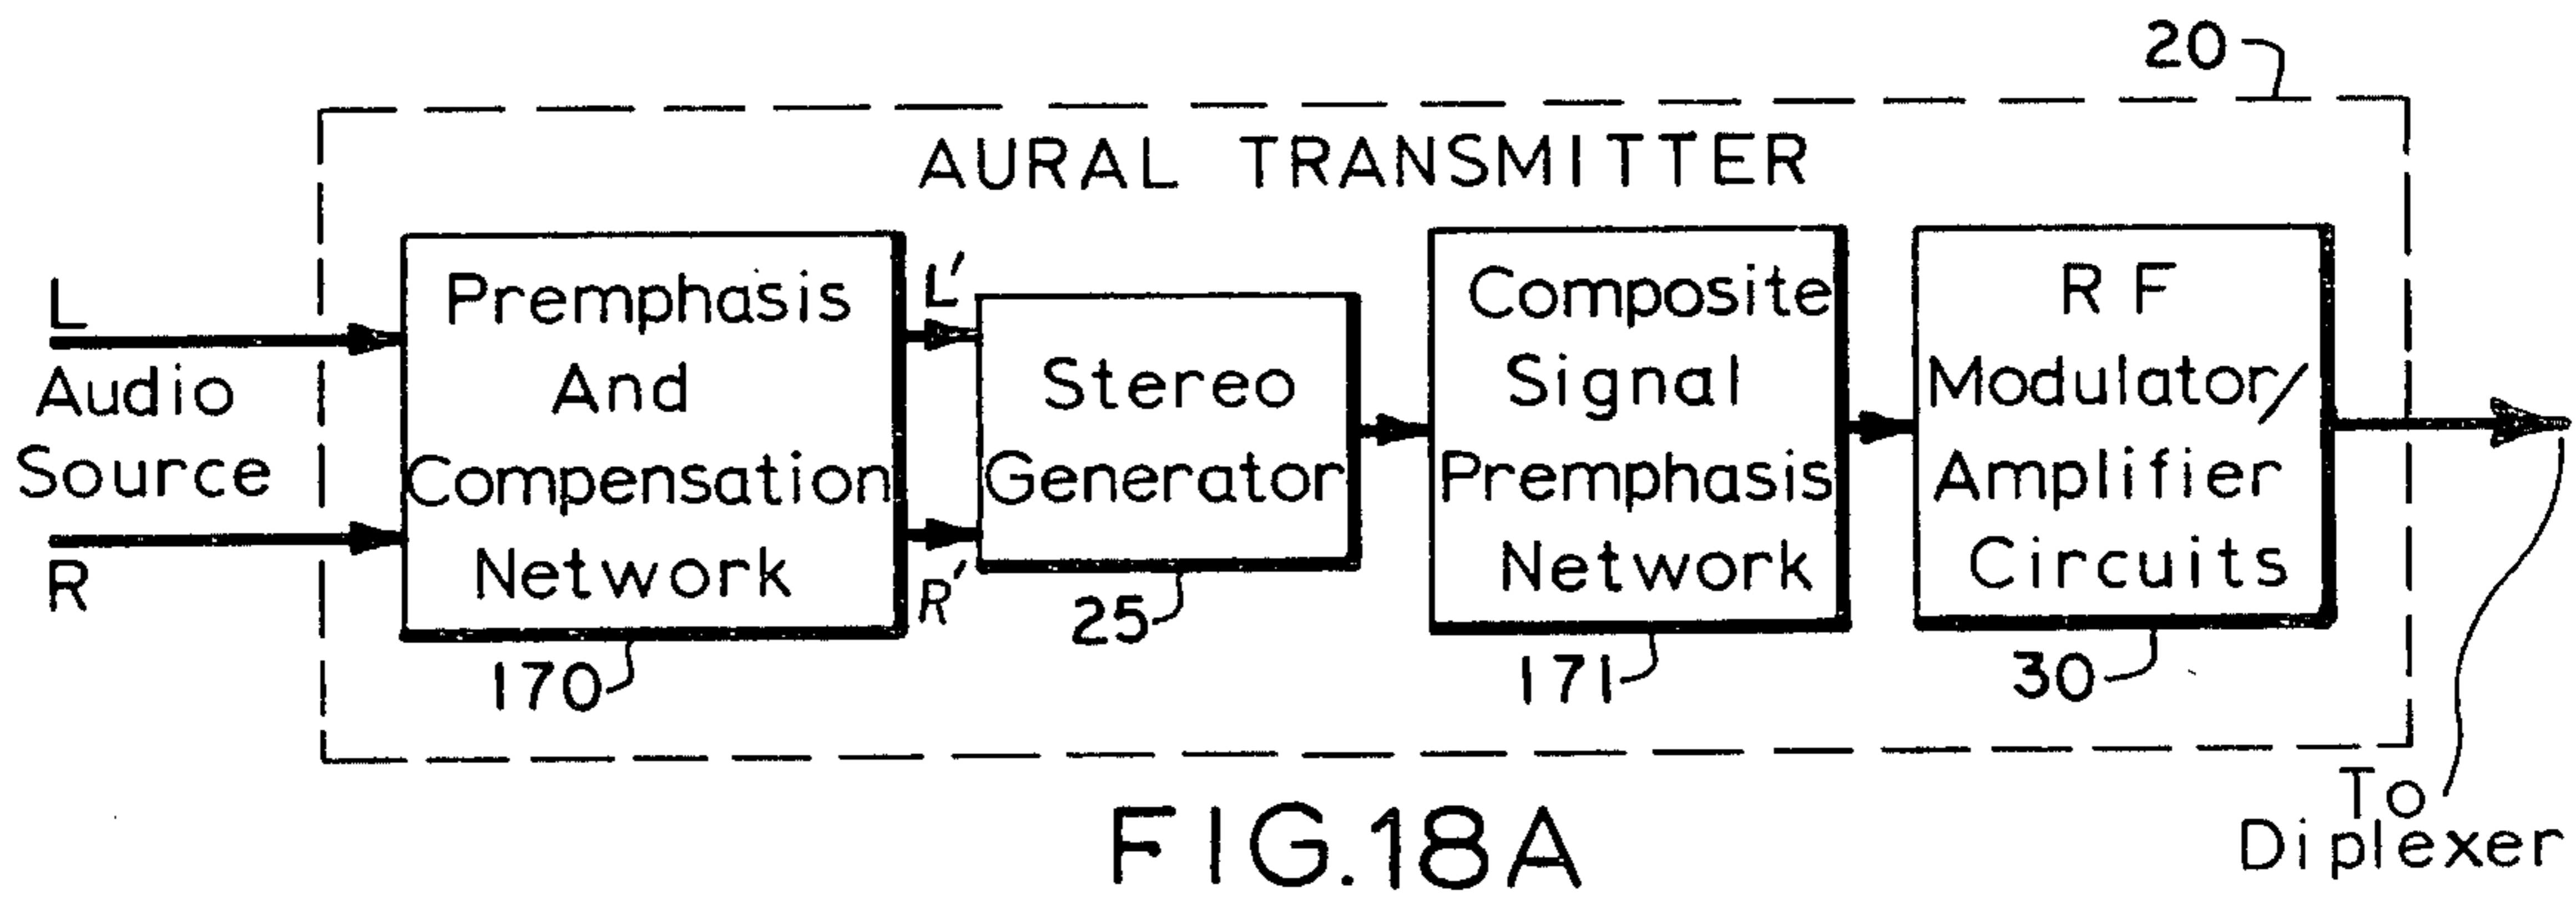 20
AURAL TRANSMITTER
L
Audio
Source
R
Premphasis
And
Compensation
Network
170
L'
R'
Stereo
Generator
25
Composite
Signal
Premphasis
Network
171
RF
Modulator/
Amplifier
Circuits
30
To
Diplexer
FIG.18A